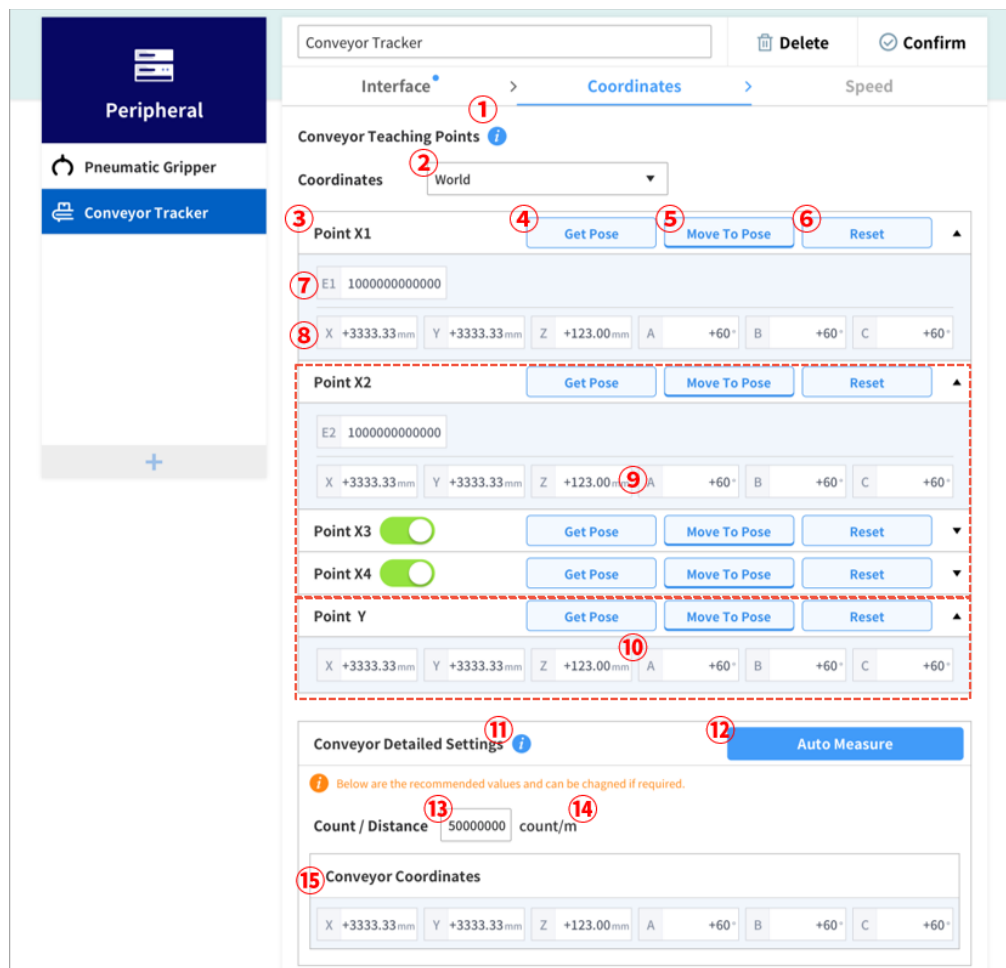 Conveyor Tracker Delete Confirm
Peripheral
Interface > Coordinates > Speed
①
Conveyor Teaching Points i
Pneumatic Gripper
②
Coordinates World ▼
Conveyor Tracker
③ Point X1 ④ Get Pose ⑤ Move To Pose ⑥ Reset ▲
⑦ E1 1000000000000
⑧ X +3333.33mm Y +3333.33mm Z +123.00mm A +60° B +60° C +60°
Point X2 Get Pose Move To Pose Reset ▲
E2 1000000000000
+
X +3333.33mm Y +3333.33mm Z +123.00mm ⑨ A +60° B +60° C +60°
Point X3 Get Pose Move To Pose Reset ▼
Point X4 Get Pose Move To Pose Reset ▼
Point Y Get Pose Move To Pose Reset ▲
⑩
X +3333.33mm Y +3333.33mm Z +123.00mm A +60° B +60° C +60°
Conveyor Detailed Settings ⑪ i ⑫ Auto Measure
i Below are the recommended values and can be chagned if required.
⑬ ⑭
Count / Distance 50000000 count/m
⑮ Conveyor Coordinates
X +3333.33mm Y +3333.33mm Z +123.00mm A +60° B +60° C +60°